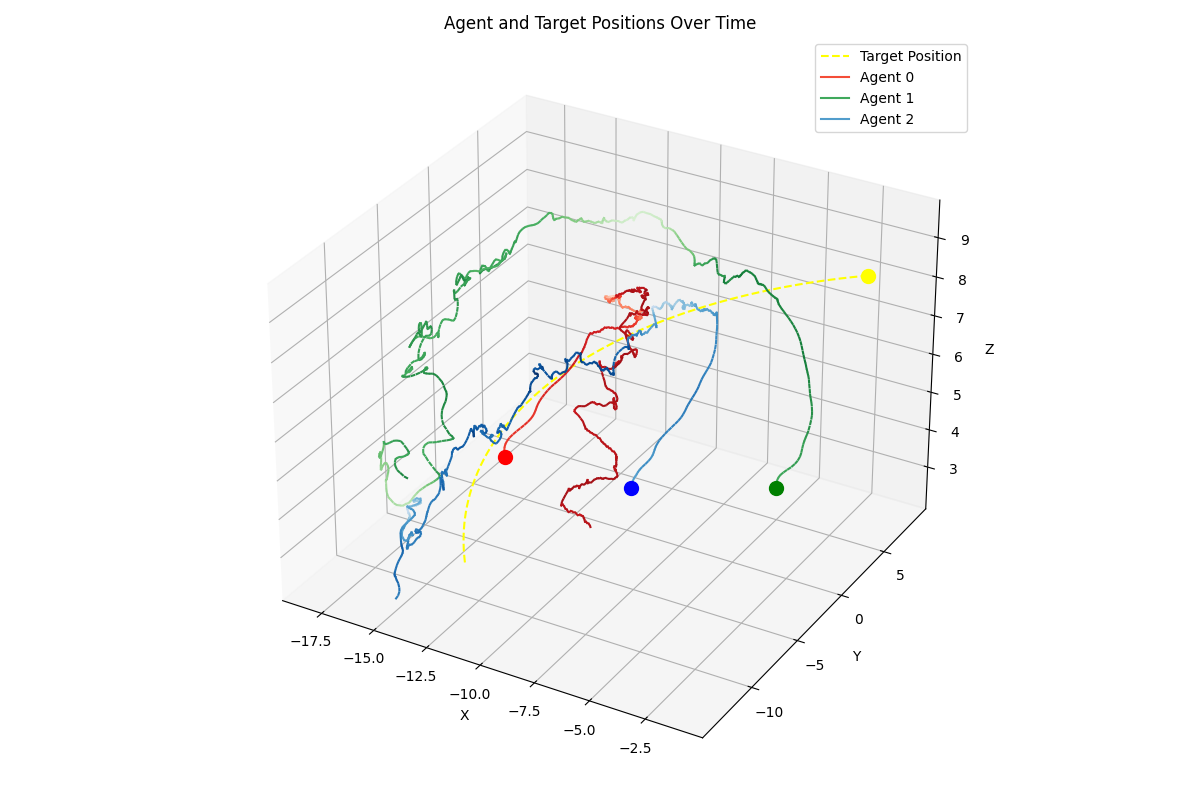 Agent and Target Positions Over Time
Target Position
Agent 0
Agent 1
Agent 2
9
8
7
6
5
4
3
Z
5
0
−5
−10
Y
−17.5
−15.0
−12.5
−10.0
−7.5
−5.0
−2.5
X